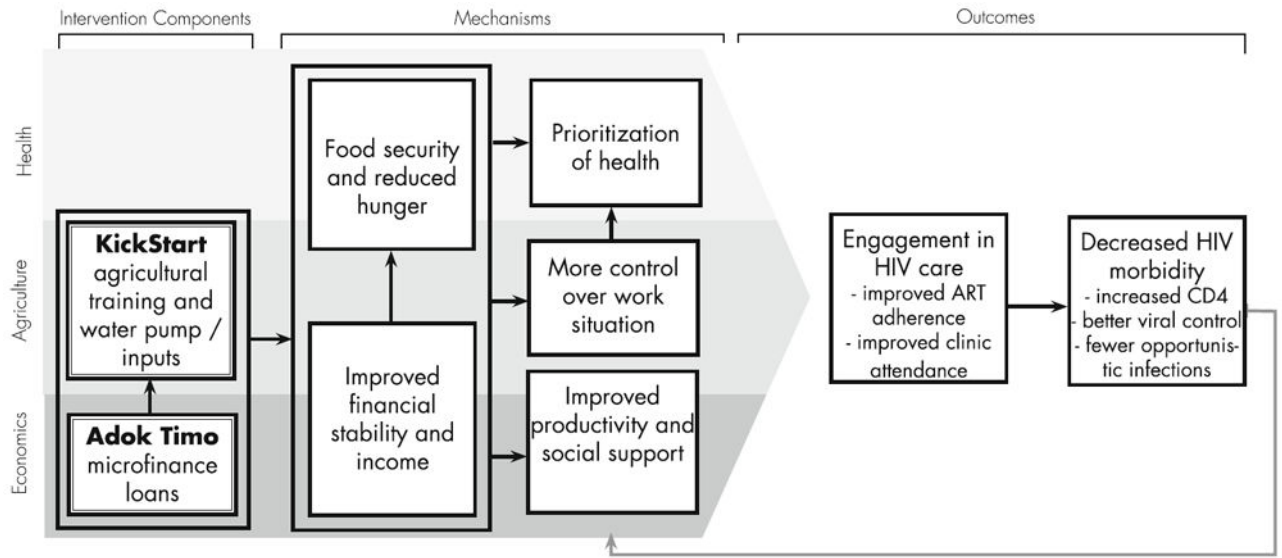 Intervention Components
Mechanisms
Outcomes
Health
Agriculture
Economics
KickStart
agricultural
training and
water pump /
inputs
Adok Timo
microfinance
loans
Food security
and reduced
hunger
Improved
financial
stability and
income
Prioritization
of health
More control
over work
situation
Improved
productivity and
social support
Engagement in
HIV care
- improved ART
adherence
- improved clinic
attendance
Decreased HIV
morbidity
- increased CD4
- better viral control
- fewer opportunis-
tic infections